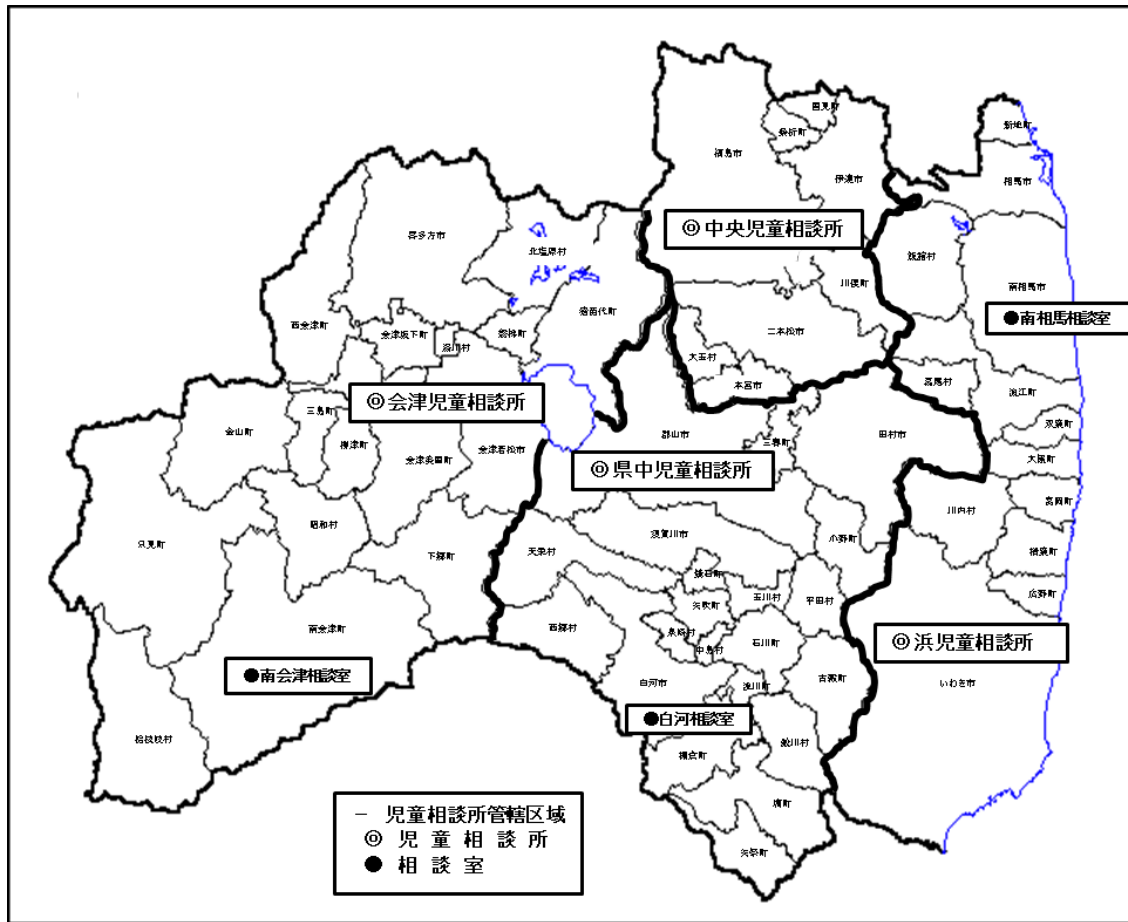 国見町
桑折町
新地町
福島市
伊達市
相馬市
◎中央児童相談所
喜多方市
北塩原村
飯舘村
川俣町
南相馬市
●南相馬相談室
猪苗代町
西会津町
会津坂下町
湯川村
磐梯町
二本松市
大玉村
本宮市
葛尾村
浪江町
◎会津児童相談所
三島町
金山町
柳津町
会津美里町
会津若松市
郡山市
三春町
田村市
双葉町
大熊町
◎県中児童相談所
富岡町
昭和村
川内村
只見町
下郷町
天栄村
須賀川市
小野町
楢葉町
鏡石町
玉川村
平田村
広野町
矢吹町
南会津町
西郷村
泉崎村
中島村
石川町
◎浜児童相談所
●南会津相談室
白河市
浅川町
古殿町
いわき市
●白河相談室
檜枝岐村
棚倉町
鮫川村
塙町
矢祭町
− 児童相談所管轄区域
◎ 児童相談所
● 相談室